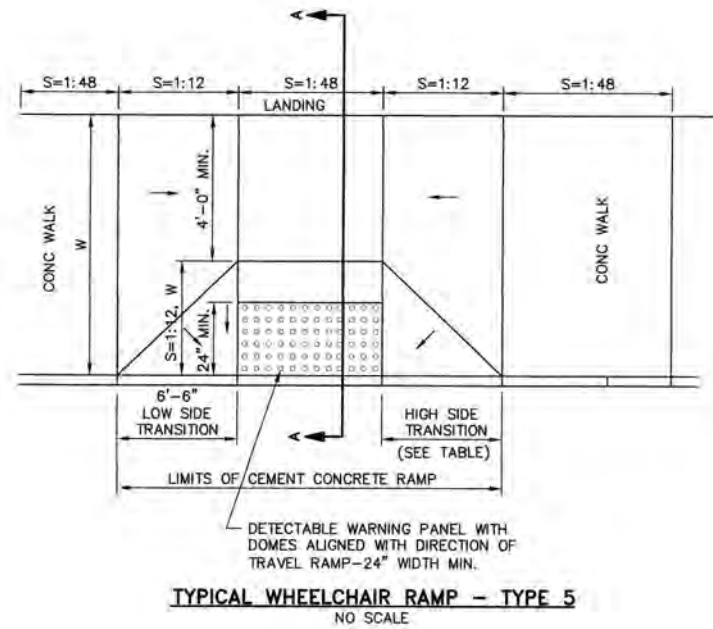 A
S=1:48
S=1:12
S=1:48
S=1:12
S=1:48
LANDING
CONC WALK
W
4'-0" MIN.
S=1:12, W
24" MIN.
CONC WALK
6'-6"
LOW SIDE
TRANSITION
A
HIGH SIDE
TRANSITION
(SEE TABLE)
LIMITS OF CEMENT CONCRETE RAMP
DETECTABLE WARNING PANEL WITH
DOMES ALIGNED WITH DIRECTION OF
TRAVEL RAMP-24" WIDTH MIN.
TYPICAL WHEELCHAIR RAMP - TYPE 5
NO SCALE